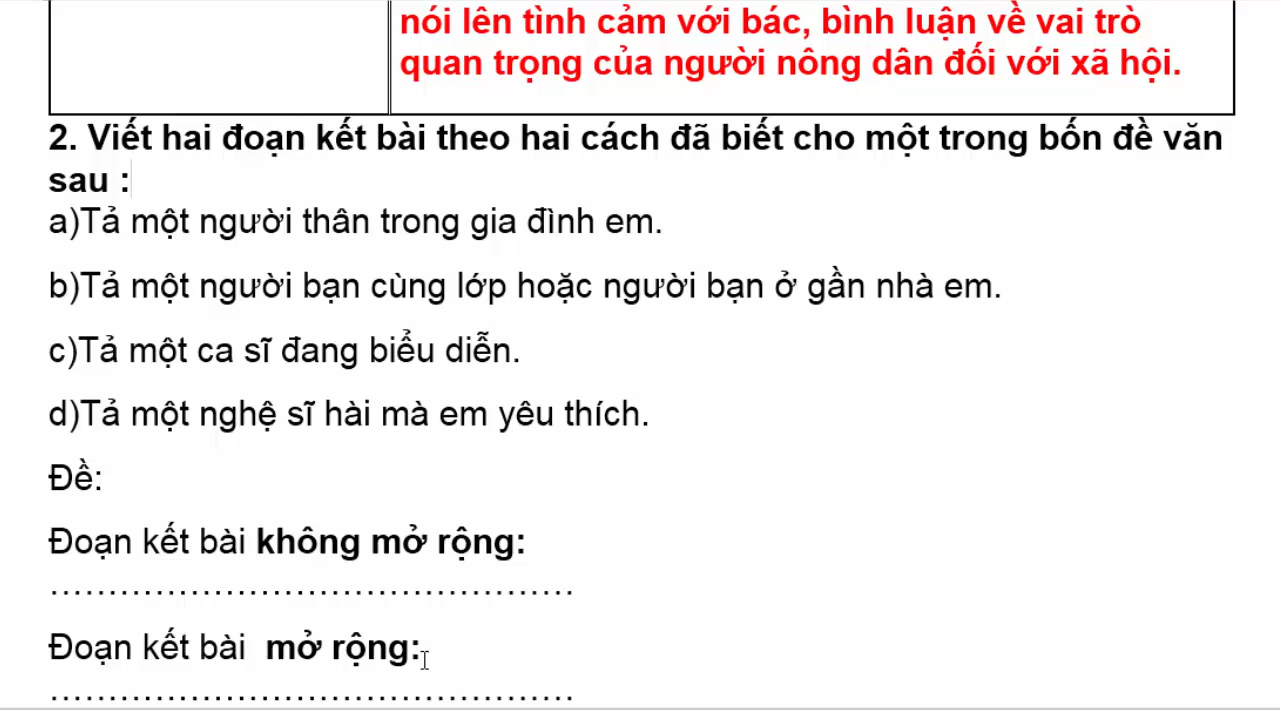 nói lên tình cảm với bác, bình luận về vai trò
quan trọng của người nông dân đối với xã hội.
2. Viết hai đoạn kết bài theo hai cách đã biết cho một trong bốn đề văn
sau :
a)Tả một người thân trong gia đình em.
b)Tả một người bạn cùng lớp hoặc người bạn ở gần nhà em.
c)Tả một ca sĩ đang biểu diễn.
d)Tả một nghệ sĩ hài mà em yêu thích.
Đề:
Đoạn kết bài không mở rộng:
………………………………………
Đoạn kết bài  mở rộng:
………………………………………